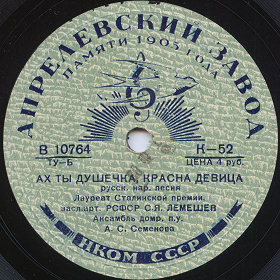 АПРЕЛЕВСКИЙ ЗАВОД
ПАМЯТИ 1905 ГОДА
В 10764
ТУ-Б
К-52
ЦЕНА 4 руб.
АХ ТЫ ДУШЕЧКА, КРАСНА ДЕВИЦА
русск. нар. песня
Лауреат Сталинской премии,
засл.арт. РСФСР С.Я. ЛЕМЕШЕВ
Ансамбль домр, п.у.
А. С. Семенова
НКОМ СССР